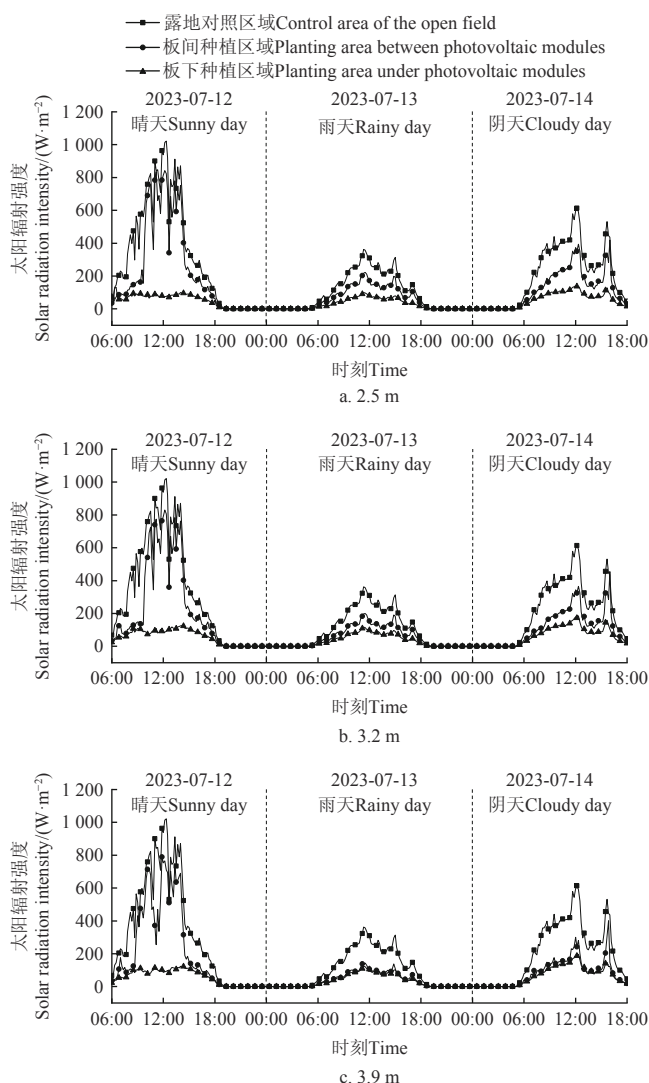 露地对照区域Control area of the open field
板间种植区域Planting area between photovoltaic modules
板下种植区域Planting area under photovoltaic modules
2023-07-12 2023-07-13 2023-07-14
晴天Sunny day 雨天Rainy day 阴天Cloudy day
太阳辐射强度
Solar radiation intensity/(W·m⁻²)
1 200
1 000
800
600
400
200
0
06:00 12:00 18:00 00:00 06:00 12:00 18:00 00:00 06:00 12:00 18:00
时刻Time
a. 2.5 m
2023-07-12 2023-07-13 2023-07-14
晴天Sunny day 雨天Rainy day 阴天Cloudy day
太阳辐射强度
Solar radiation intensity/(W·m⁻²)
1 200
1 000
800
600
400
200
0
06:00 12:00 18:00 00:00 06:00 12:00 18:00 00:00 06:00 12:00 18:00
时刻Time
b. 3.2 m
2023-07-12 2023-07-13 2023-07-14
晴天Sunny day 雨天Rainy day 阴天Cloudy day
太阳辐射强度
Solar radiation intensity/(W·m⁻²)
1 200
1 000
800
600
400
200
0
06:00 12:00 18:00 00:00 06:00 12:00 18:00 00:00 06:00 12:00 18:00
时刻Time
c. 3.9 m